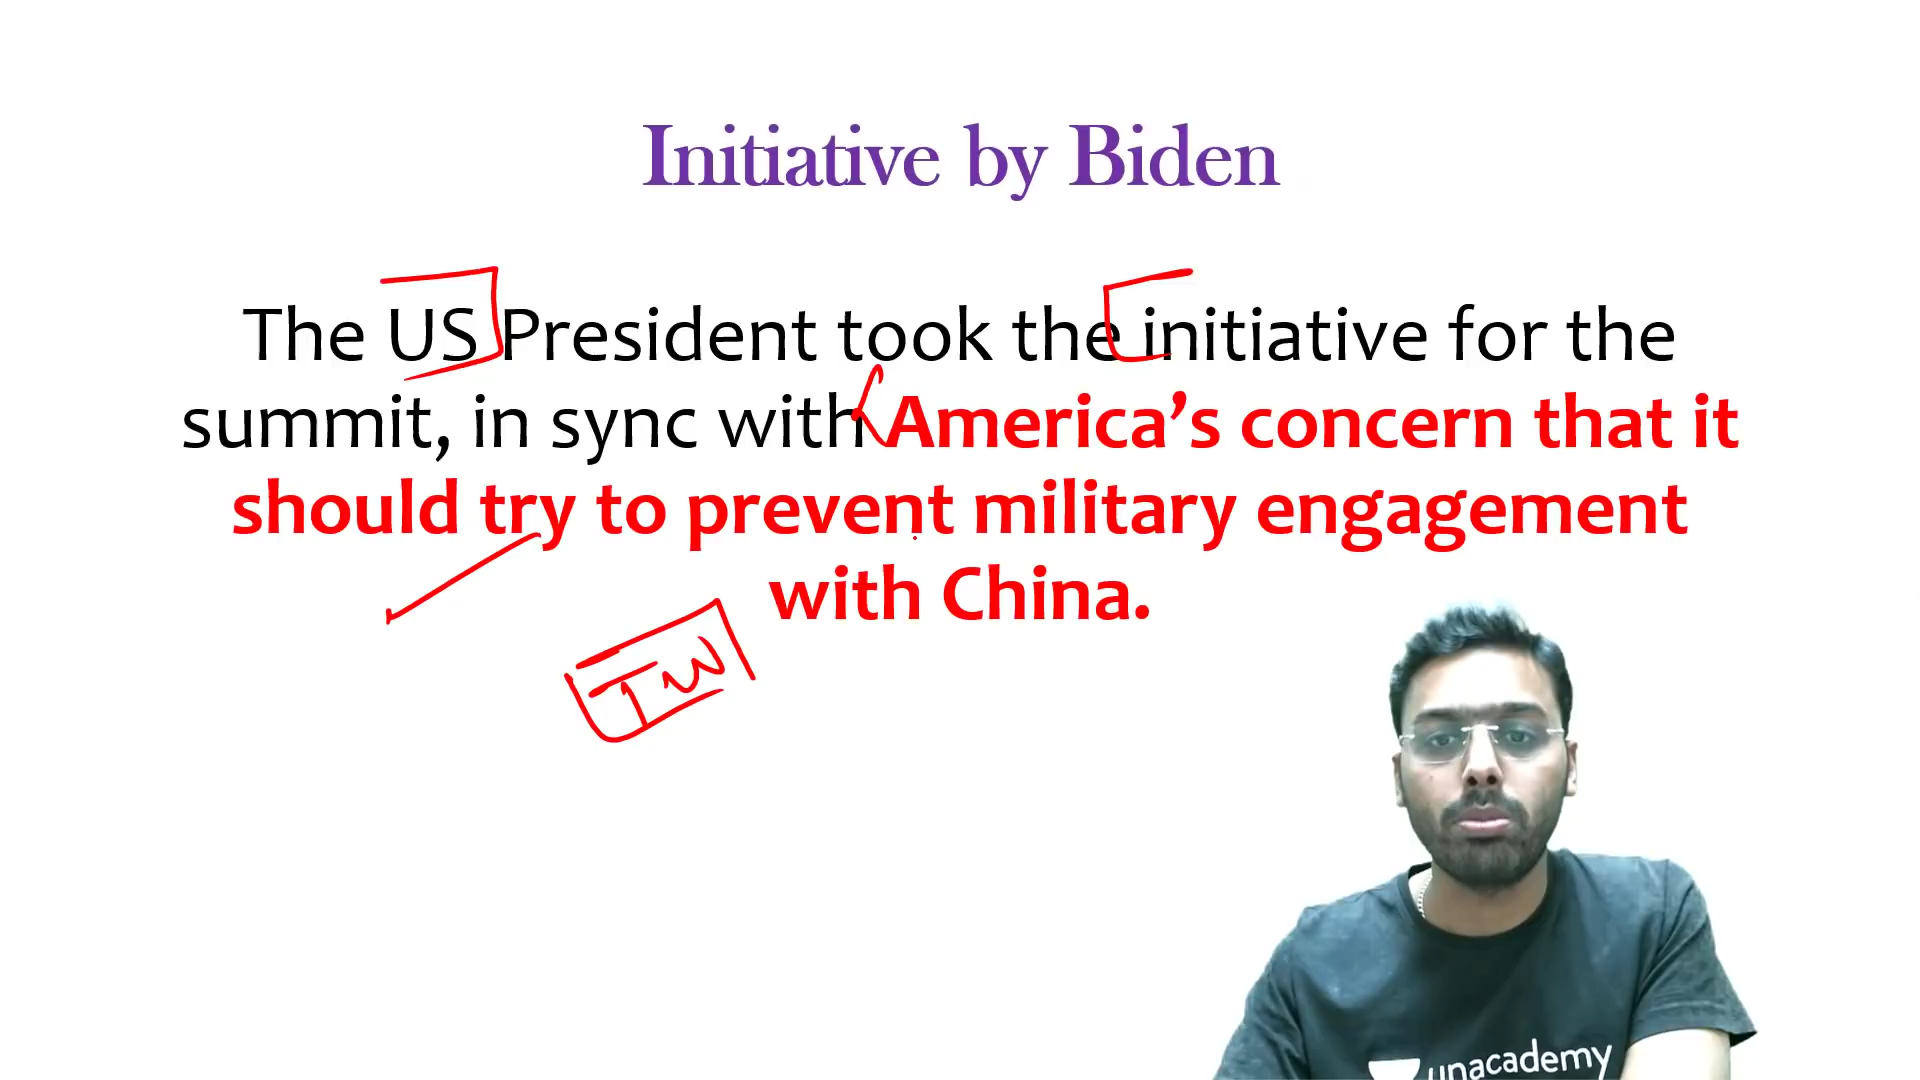 Initiative by Biden
The US President took the initiative for the
summit, in sync with America's concern that it
should try to prevent military engagement
with China.
TW
unacademy